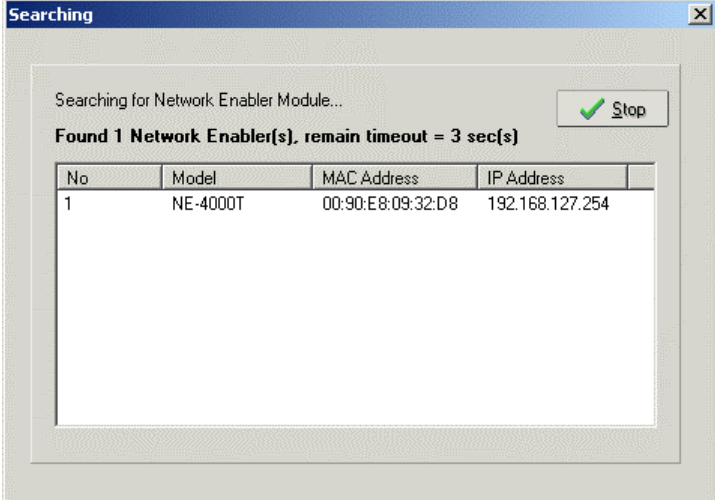 Searching
Searching for Network Enabler Module...
Stop
Found 1 Network Enabler(s), remain timeout = 3 sec(s)
No Model MAC Address IP Address
1 NE-4000T 00:90:E8:09:32:D8 192.168.127.254